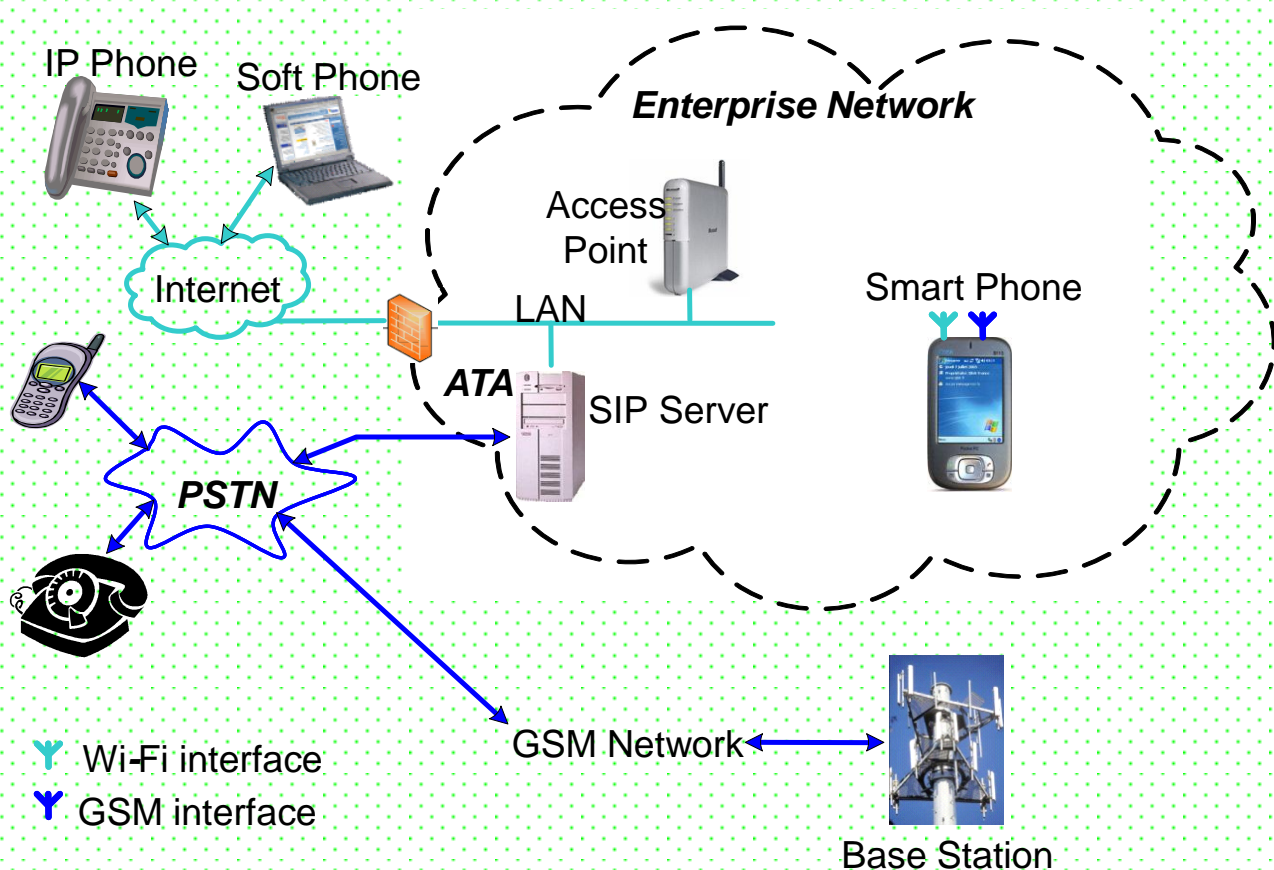 IP Phone
Soft Phone
Enterprise Network
Access
Point
Internet
LAN
Smart Phone
ATA
SIP Server
PSTN
GSM Network
Wi-Fi interface
GSM interface
Base Station